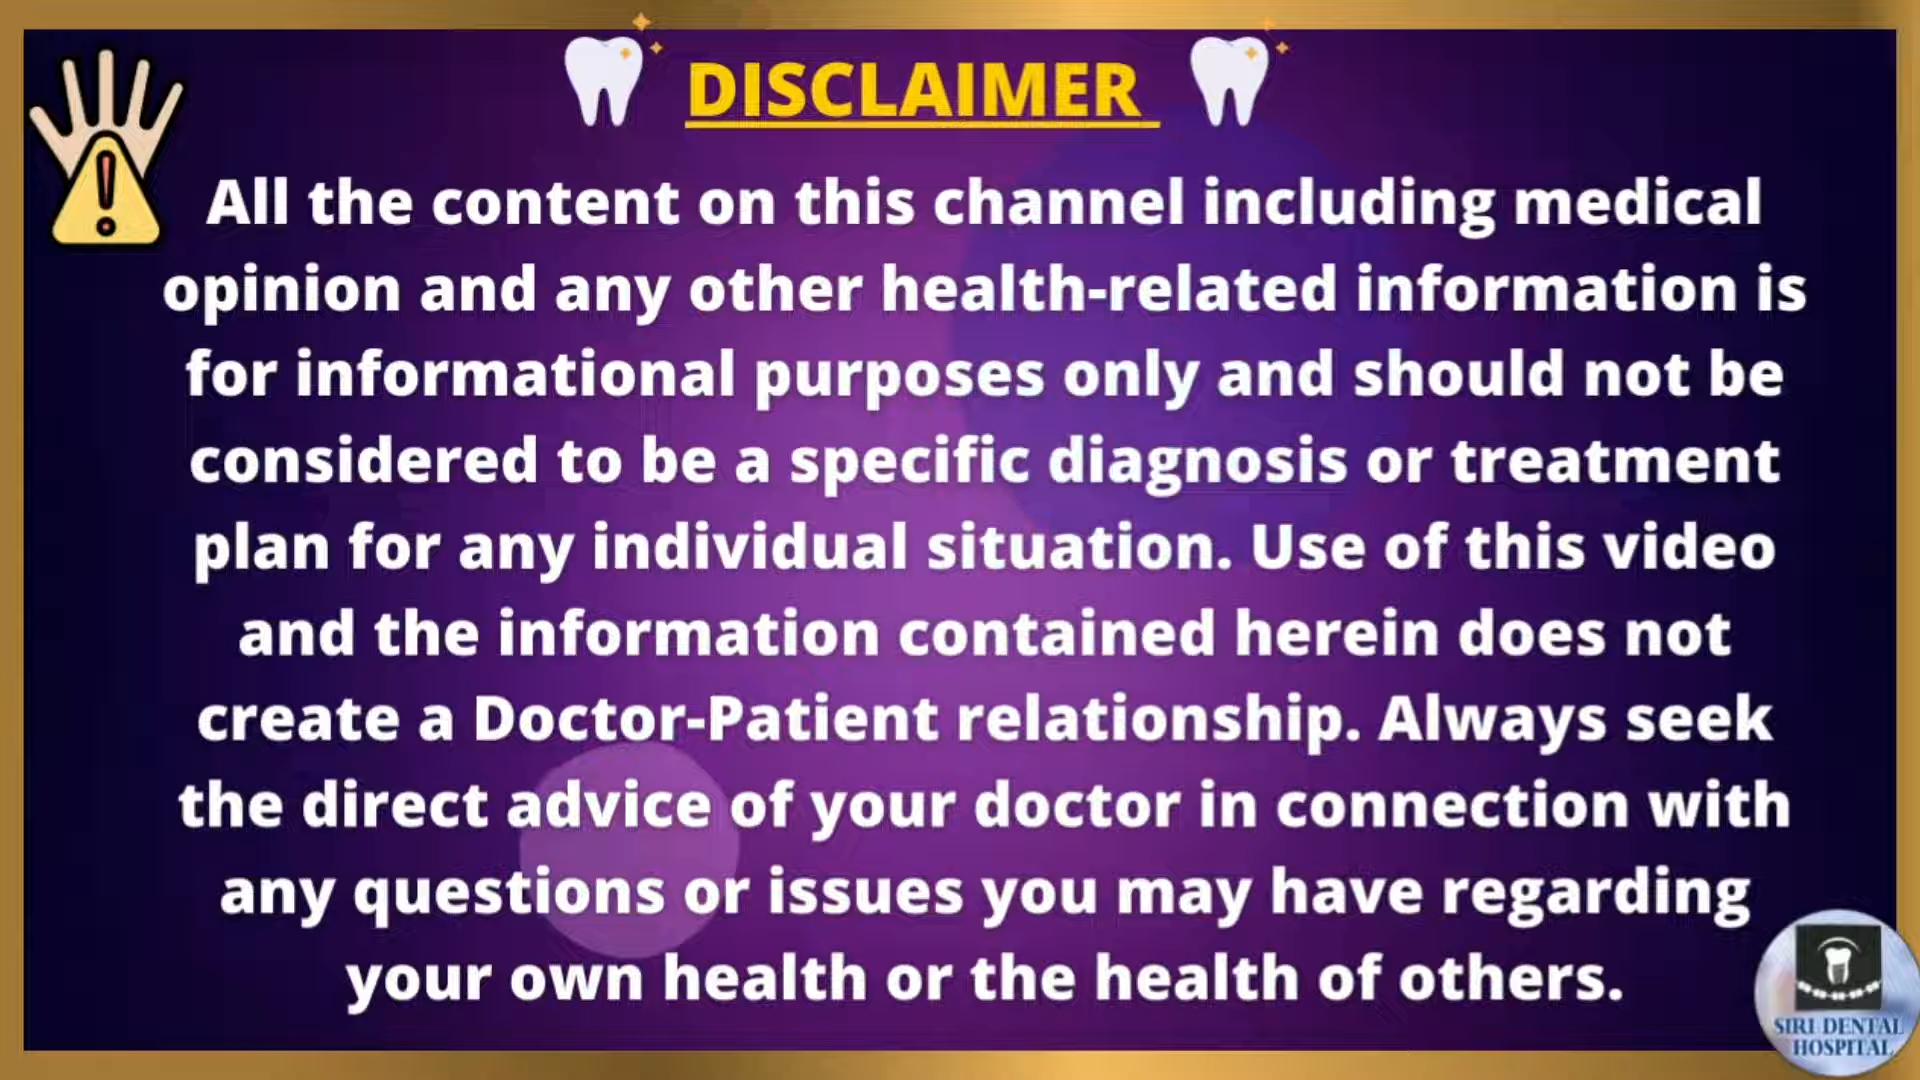 DISCLAIMER
All the content on this channel including medical
opinion and any other health-related information is
for informational purposes only and should not be
considered to be a specific diagnosis or treatment
plan for any individual situation. Use of this video
and the information contained herein does not
create a Doctor-Patient relationship. Always seek
the direct advice of your doctor in connection with
any questions or issues you may have regarding
your own health or the health of others.
SIRI DENTAL
HOSPITAL